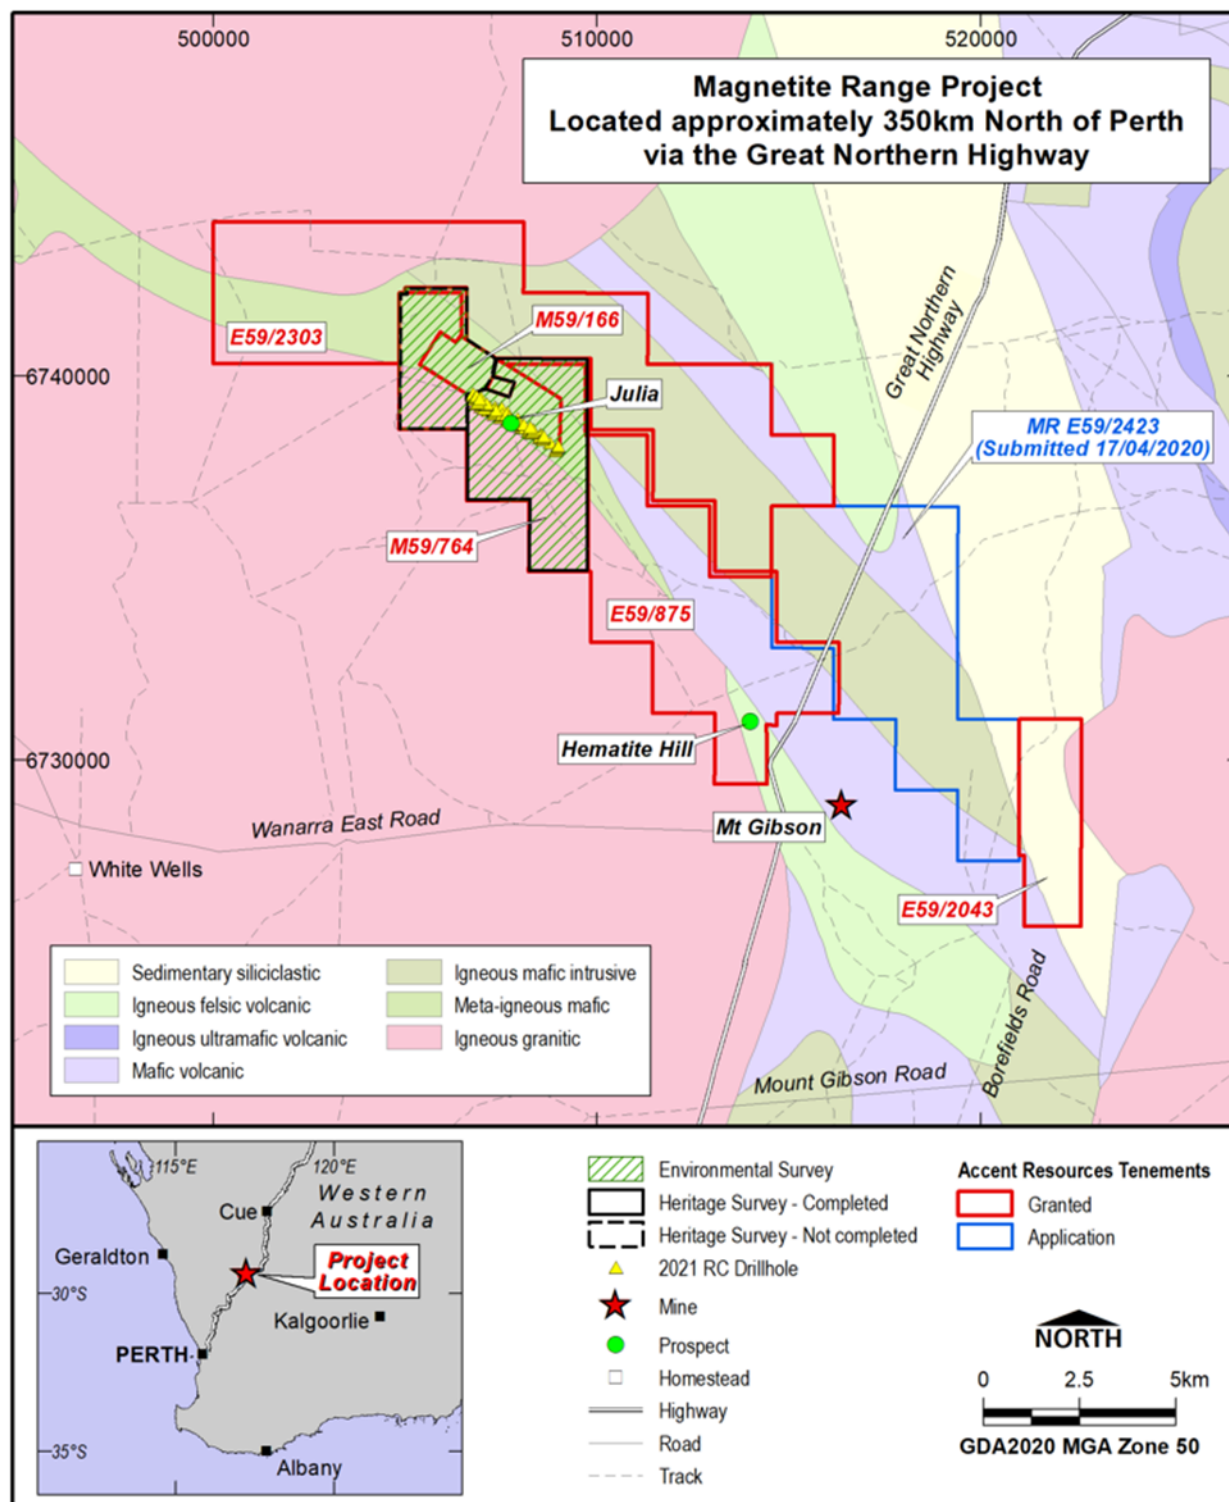 500000
510000
520000
Magnetite Range Project
Located approximately 350km North of Perth
via the Great Northern Highway
Great Northern
Highway
E59/2303
M59/166
6740000
Julia
MR E59/2423
(Submitted 17/04/2020)
M59/764
E59/875
Hematite Hill
6730000
Wanarra East Road
Mt Gibson
White Wells
E59/2043
Borefields Road
Mount Gibson Road
Sedimentary siliciclastic
Igneous felsic volcanic
Igneous ultramafic volcanic
Mafic volcanic
Igneous mafic intrusive
Meta-igneous mafic
Igneous granitic
115°E
120°E
Western
Australia
Cue
Geraldton
Project
Location
30°S
Kalgoorlie
PERTH
35°S
Albany
Environmental Survey
Heritage Survey - Completed
Heritage Survey - Not completed
2021 RC Drillhole
Mine
Prospect
Homestead
Highway
Road
Track
Accent Resources Tenements
Granted
Application
NORTH
0 2.5 5km
GDA2020 MGA Zone 50